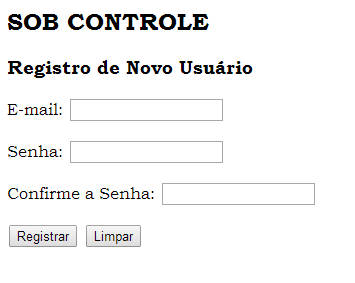 SOB CONTROLE
Registro de Novo Usuário
E-mail:
Senha:
Confirme a Senha:
Registrar Limpar